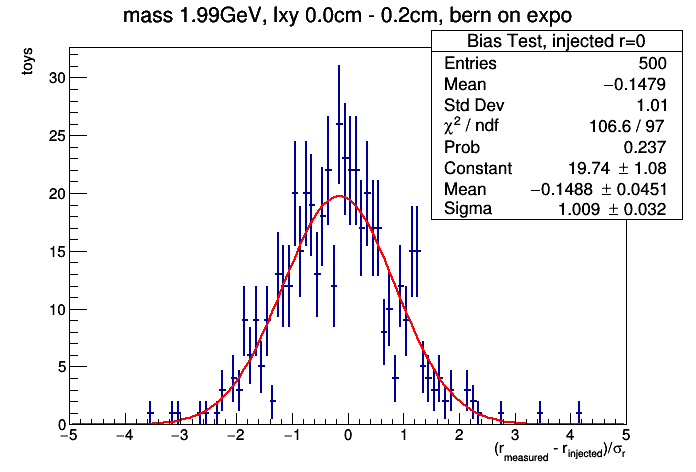 mass 1.99GeV, lxy 0.0cm - 0.2cm, bern on expo
Bias Test, injected r=0
Entries 500
Mean −0.1479
Std Dev 1.01
χ² / ndf 106.6 / 97
Prob 0.237
Constant 19.74 ± 1.08
Mean −0.1488 ± 0.0451
Sigma 1.009 ± 0.032
toys
30
25
20
15
10
5
0
−5 −4 −3 −2 −1 0 1 2 3 4 5
(r_measured - r_injected)/σ_r